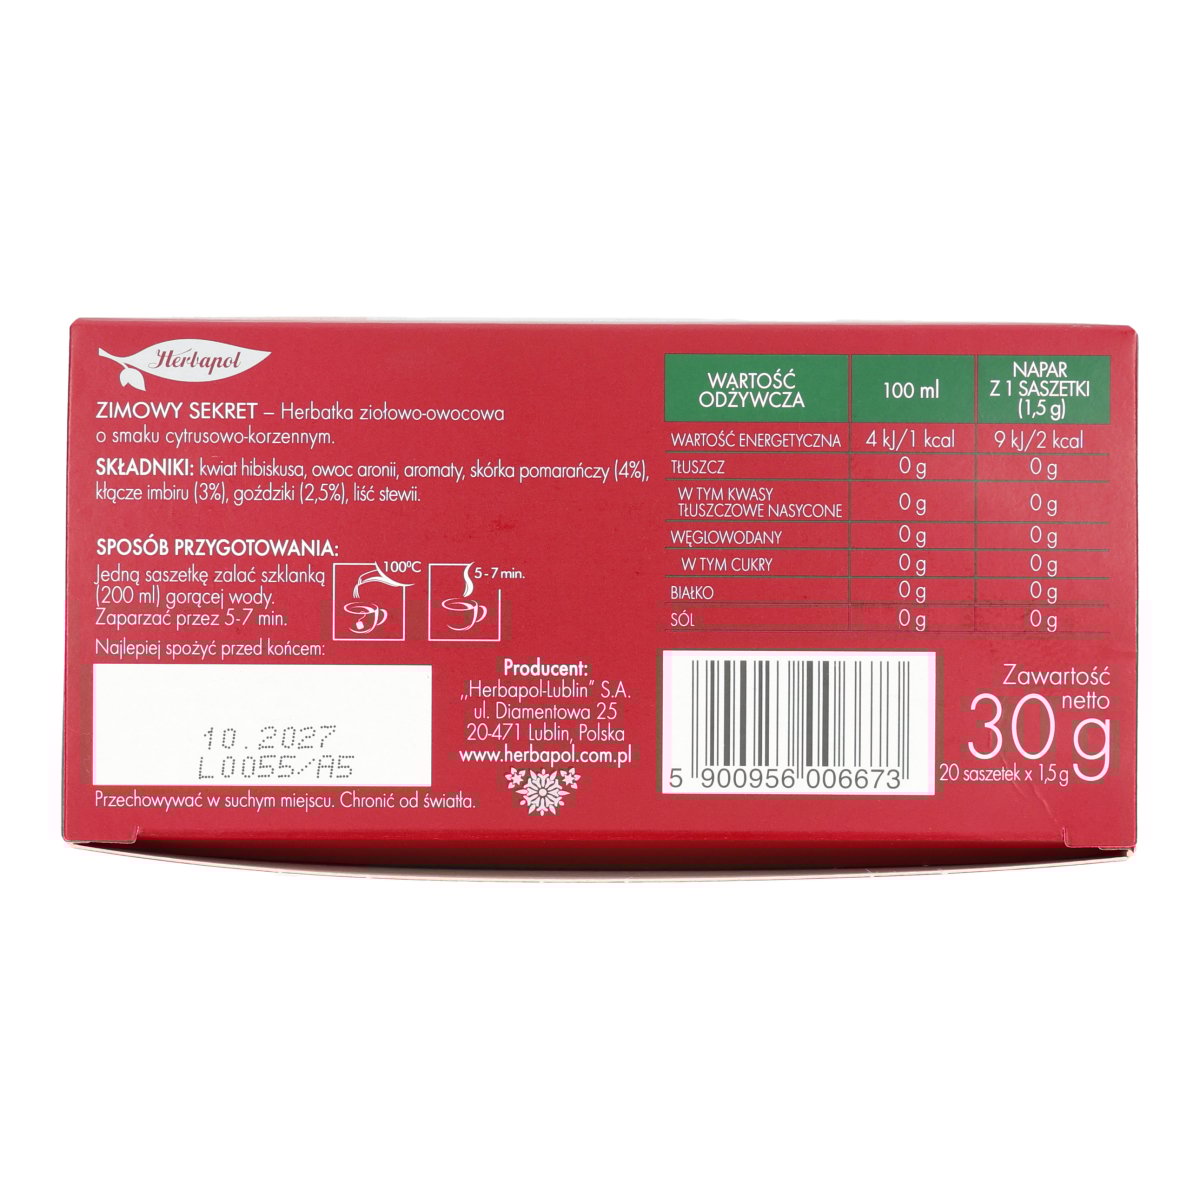 Herbapol
ZIMOWY SEKRET – Herbatka ziołowo-owocowa
o smaku cytrusowo-korzennym.
SKŁADNIKI: kwiat hibiskusa, owoc aronii, aromaty, skórka pomarańczy (4%),
kłącze imbiru (3%), goździki (2,5%), liść stewii.
SPOSÓB PRZYGOTOWANIA:
Jedną saszetkę zalać szklanką
(200 ml) gorącej wody.
Zaparzać przez 5-7 min.
100°C
5-7 min.
Najlepiej spożyć przed końcem:
10.2027
L0055/A5
Przechowywać w suchym miejscu. Chronić od światła.
Producent:
„Herbapol-Lublin” S.A.
ul. Diamentowa 25
20-471 Lublin, Polska
www.herbapol.com.pl
WARTOŚĆ ODŻYWCZA 100 ml NAPAR Z 1 SASZETKI (1,5 g)
WARTOŚĆ ENERGETYCZNA 4 kJ/1 kcal 9 kJ/2 kcal
TŁUSZCZ 0 g 0 g
W TYM KWASY TŁUSZCZOWE NASYCONE 0 g 0 g
WĘGLOWODANY 0 g 0 g
W TYM CUKRY 0 g 0 g
BIAŁKO 0 g 0 g
SÓL 0 g 0 g
5 900956 006673
Zawartość
netto
30 g
20 saszetek x 1,5 g